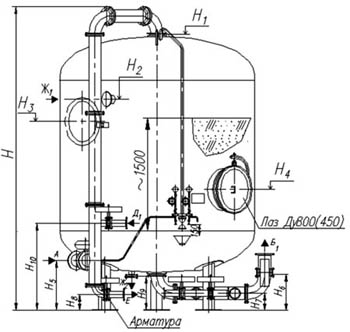 H₁
Ж₁
H₂
H₃
H
~1500
H₄
Лаз Ду800(450)
Д₁
Б₁
H₁₀
А
H₅
H₈
Е
H₉
H₇
H₆
Арматура